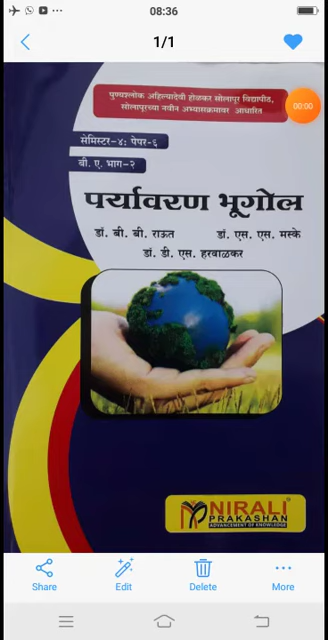 08:36
1/1
पुण्यश्लोक अहिल्यादेवी होळकर सोलापूर विद्यापीठ,
सोलापूरच्या नवीन अभ्यासक्रमावर आधारित
00:00
सेमिस्टर-४: पेपर-६
बी. ए. भाग-२
पर्यावरण भूगोल
डॉ. बी. बी. राऊत डॉ. एस. एस. मस्के
डॉ. डी. एस. हरवाळकर
NIRALI
PRAKASHAN
ADVANCEMENT OF KNOWLEDGE
Share Edit Delete More